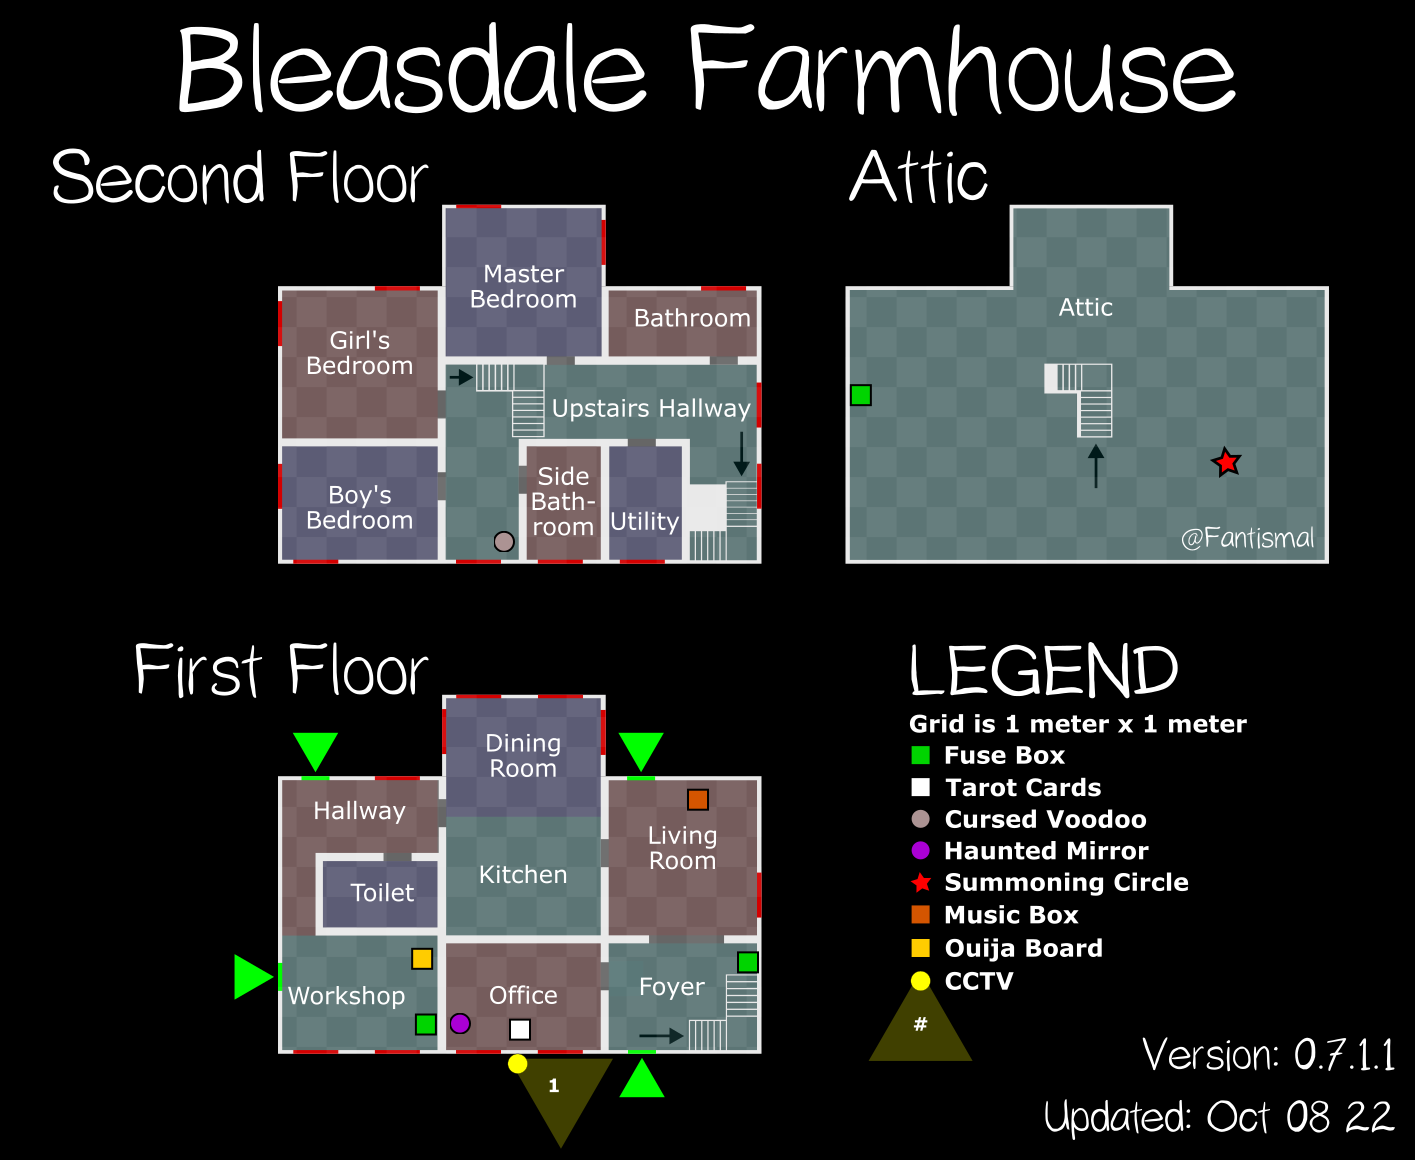 Bleasdale Farmhouse
Second Floor
Attic
Master
Bedroom
Bathroom
Girl's
Bedroom
Upstairs Hallway
Boy's
Bedroom
Side
Bath-
room
Utility
Attic
@Fantismal
First Floor
Dining
Room
Hallway
Living
Room
Toilet
Kitchen
Workshop
Office
Foyer
1
LEGEND
Grid is 1 meter x 1 meter
Fuse Box
Tarot Cards
Cursed Voodoo
Haunted Mirror
Summoning Circle
Music Box
Ouija Board
CCTV
#
Version: 0.7.1.1
Updated: Oct 08 22